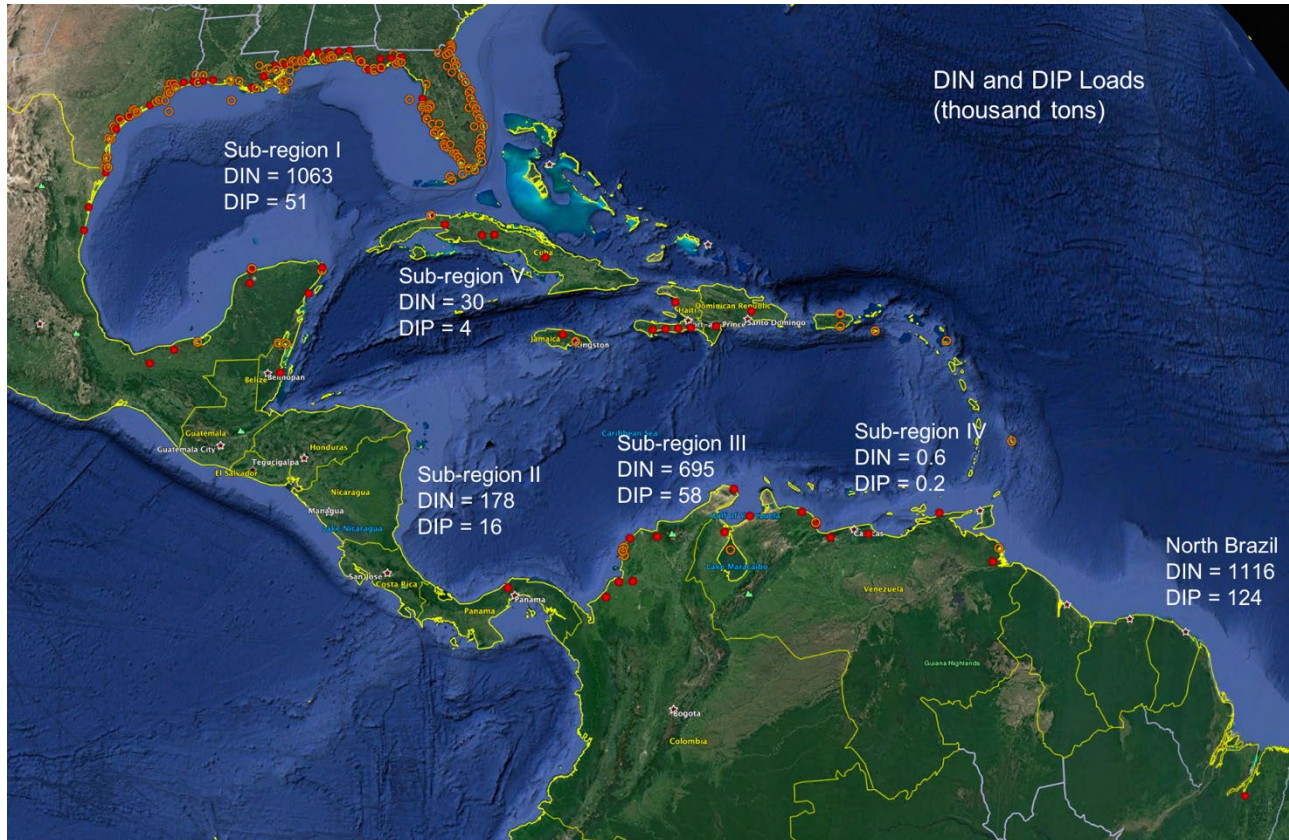 DIN and DIP Loads
(thousand tons)
Sub-region I
DIN = 1063
DIP = 51
Sub-region V
DIN = 30
DIP = 4
Cuba
Haiti
Dominican Republic
Santo Domingo
Jamaica
Kingston
Belize
Belmopan
Guatemala
Guatemala City
Honduras
Tegucigalpa
El Salvador
Nicaragua
Managua
Lake Nicaragua
Sub-region II
DIN = 178
DIP = 16
Caribbean Sea
Sub-region III
DIN = 695
DIP = 58
Sub-region IV
DIN = 0.6
DIP = 0.2
North Brazil
DIN = 1116
DIP = 124
San Jose
Costa Rica
Panama
Panama
Lake Maracaibo
Venezuela
Guiana Highlands
Bogota
Colombia